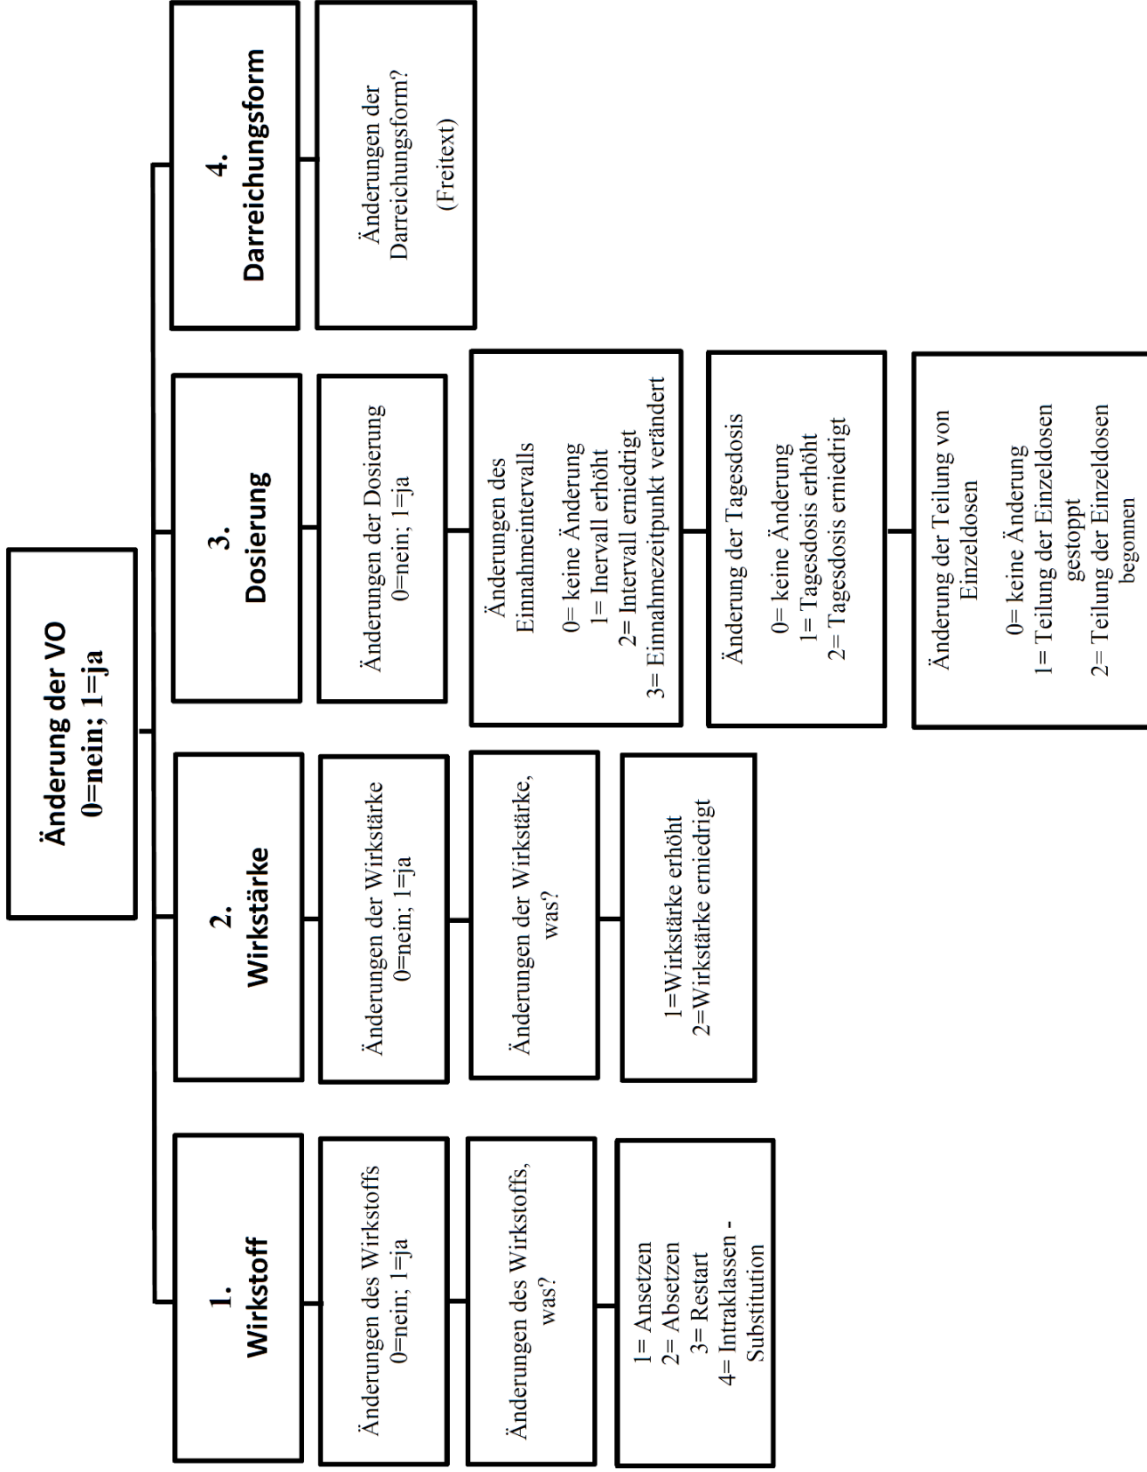 Änderung der VO
0=nein; 1=ja
1.
Wirkstoff
Änderungen des Wirkstoffs
0=nein; 1=ja
Änderungen des Wirkstoffs,
was?
1= Ansetzen
2= Absetzen
3= Restart
4= Intraklassen -
Substitution
2.
Wirkstärke
Änderungen der Wirkstärke
0=nein; 1=ja
Änderungen der Wirkstärke,
was?
1=Wirkstärke erhöht
2=Wirkstärke erniedrigt
3.
Dosierung
Änderungen der Dosierung
0=nein; 1=ja
Änderungen des
Einnahmeintervalls
0= keine Änderung
1= Inervall erhöht
2= Intervall erniedrigt
3= Einnahmezeitpunkt verändert
Änderung der Tagesdosis
0= keine Änderung
1= Tagesdosis erhöht
2= Tagesdosis erniedrigt
Änderung der Teilung von
Einzeldosen
0= keine Änderung
1= Teilung der Einzeldosen
gestoppt
2= Teilung der Einzeldosen
begonnen
4.
Darreichungsform
Änderungen der
Darreichungsform?
(Freitext)